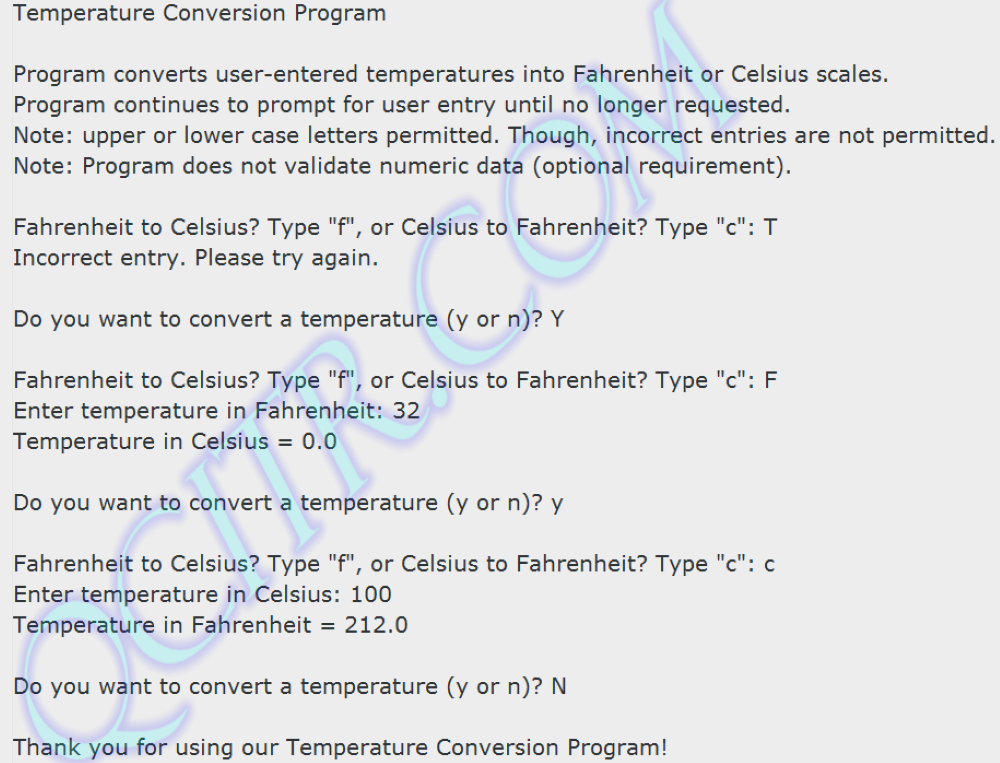 Temperature Conversion Program
Program converts user-entered temperatures into Fahrenheit or Celsius scales.
Program continues to prompt for user entry until no longer requested.
Note: upper or lower case letters permitted. Though, incorrect entries are not permitted.
Note: Program does not validate numeric data (optional requirement).
Fahrenheit to Celsius? Type "f", or Celsius to Fahrenheit? Type "c": T
Incorrect entry. Please try again.
Do you want to convert a temperature (y or n)? Y
Fahrenheit to Celsius? Type "f", or Celsius to Fahrenheit? Type "c": F
Enter temperature in Fahrenheit: 32
Temperature in Celsius = 0.0
Do you want to convert a temperature (y or n)? y
Fahrenheit to Celsius? Type "f", or Celsius to Fahrenheit? Type "c": c
Enter temperature in Celsius: 100
Temperature in Fahrenheit = 212.0
Do you want to convert a temperature (y or n)? N
Thank you for using our Temperature Conversion Program!
QCITR.COM